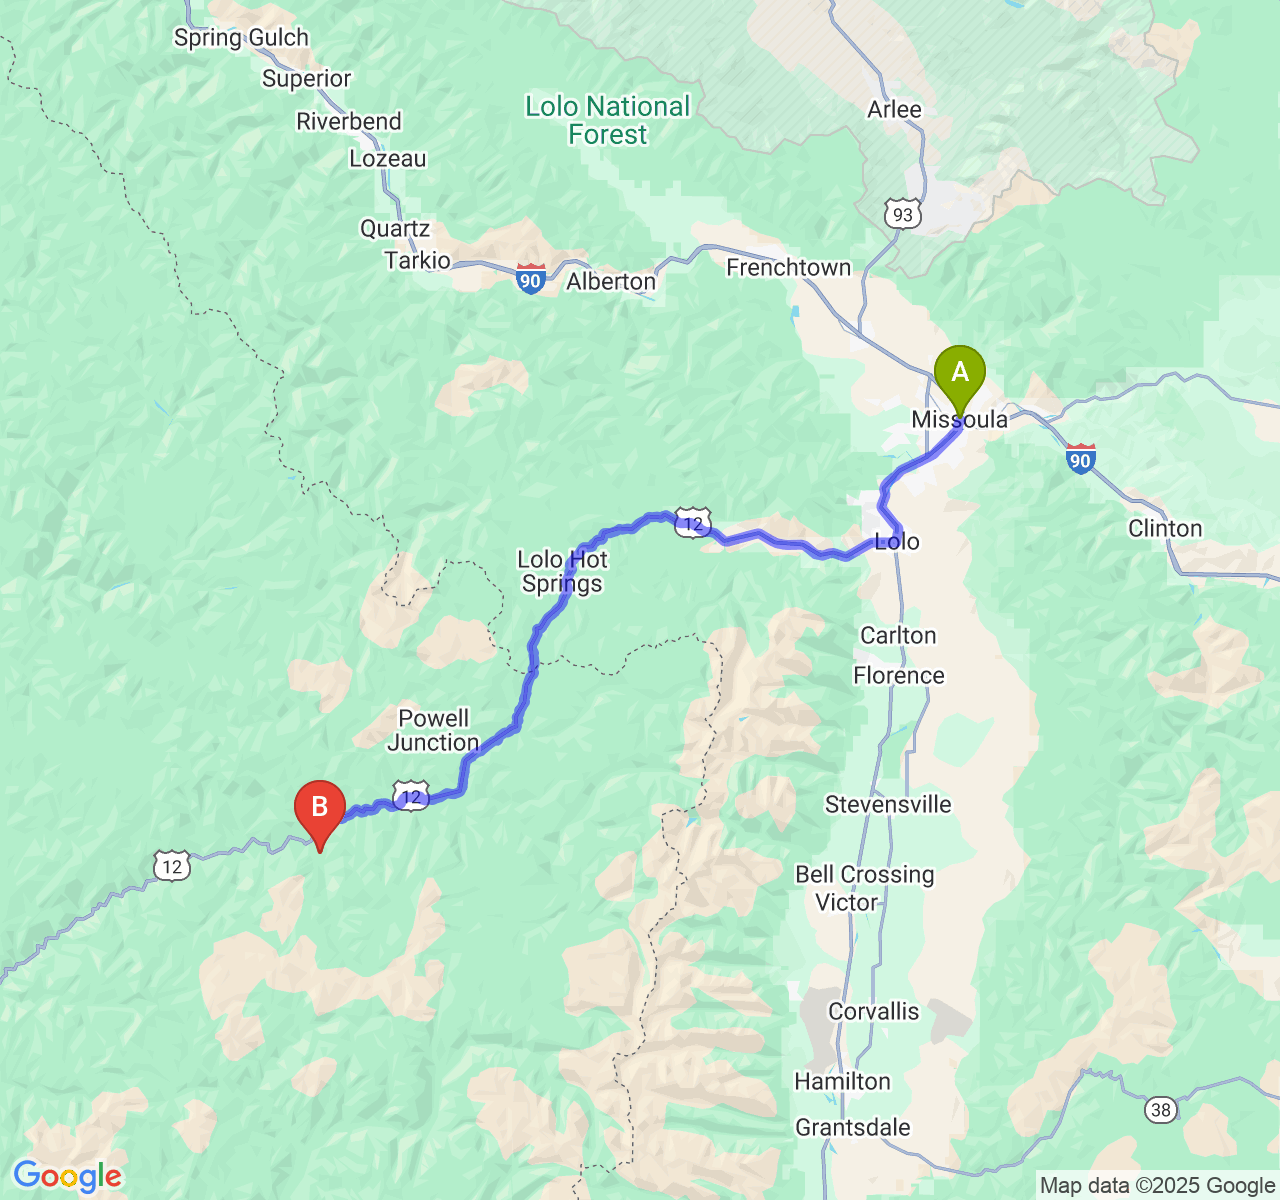 Spring Gulch
Superior
Riverbend
Lozeau
Lolo National
Forest
Arlee
93
Quartz
Tarkio
90
Alberton
Frenchtown
A
Missoula
90
Clinton
12
Lolo
Lolo Hot
Springs
Carlton
Florence
Powell
Junction
12
B
12
Stevensville
Bell Crossing
Victor
Corvallis
Hamilton
Grantsdale
38
Google
Map data ©2025 Google